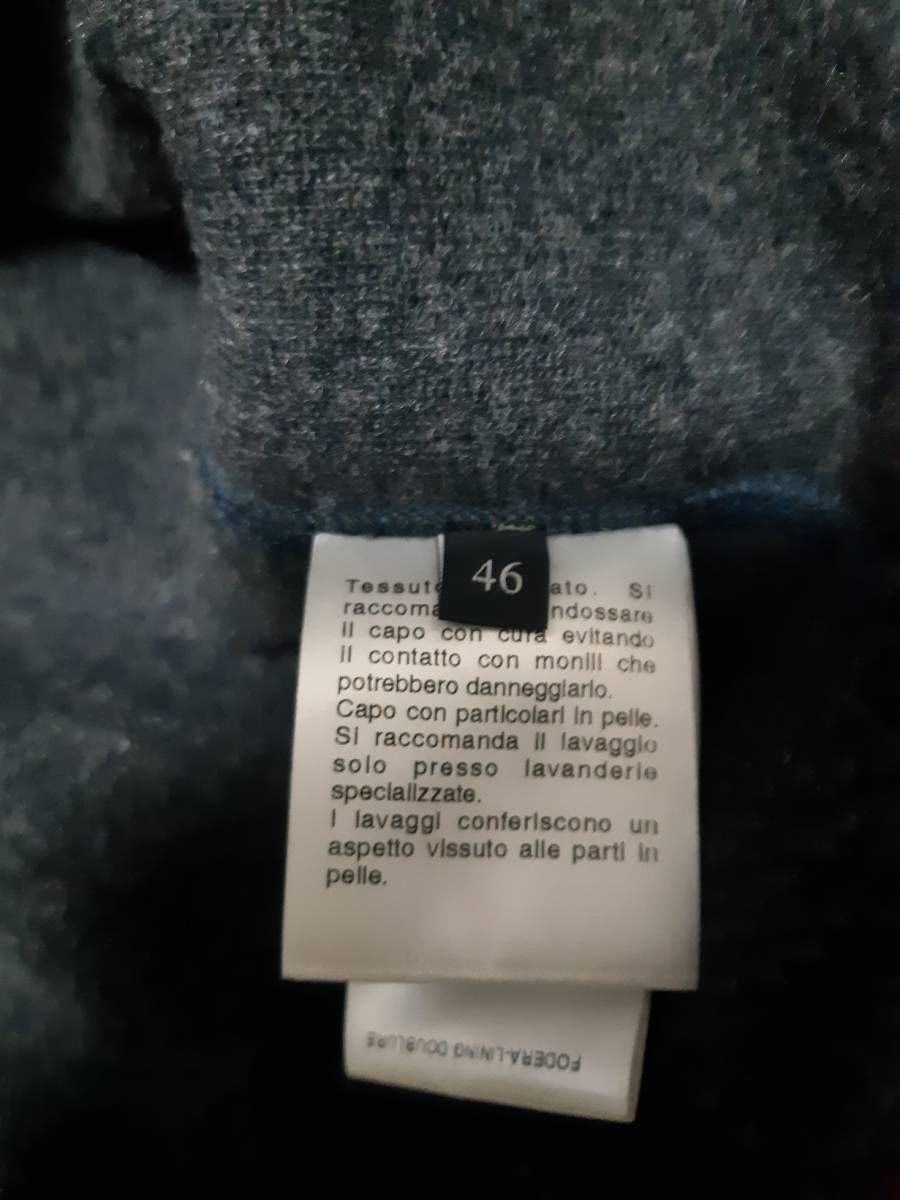 46
Tessut ato. Si
raccoma ndossare
il capo con cura evitando
il contatto con monili che
potrebbero danneggiarlo.
Capo con particolari in pelle.
Si raccomanda il lavaggio
solo presso lavanderie
specializzate.
I lavaggi conferiscono un
aspetto vissuto alle parti in
pelle.
FODERA-LINING-DOUBLURE